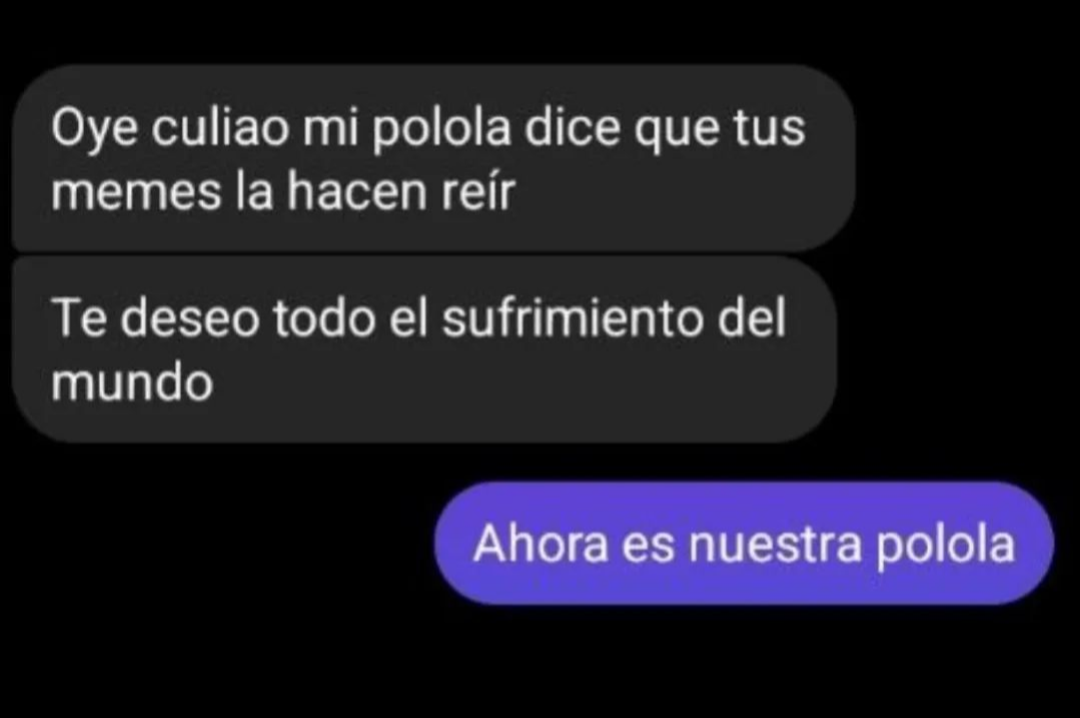 Oye culiao mi polola dice que tus
memes la hacen reír
Te deseo todo el sufrimiento del
mundo
Ahora es nuestra polola